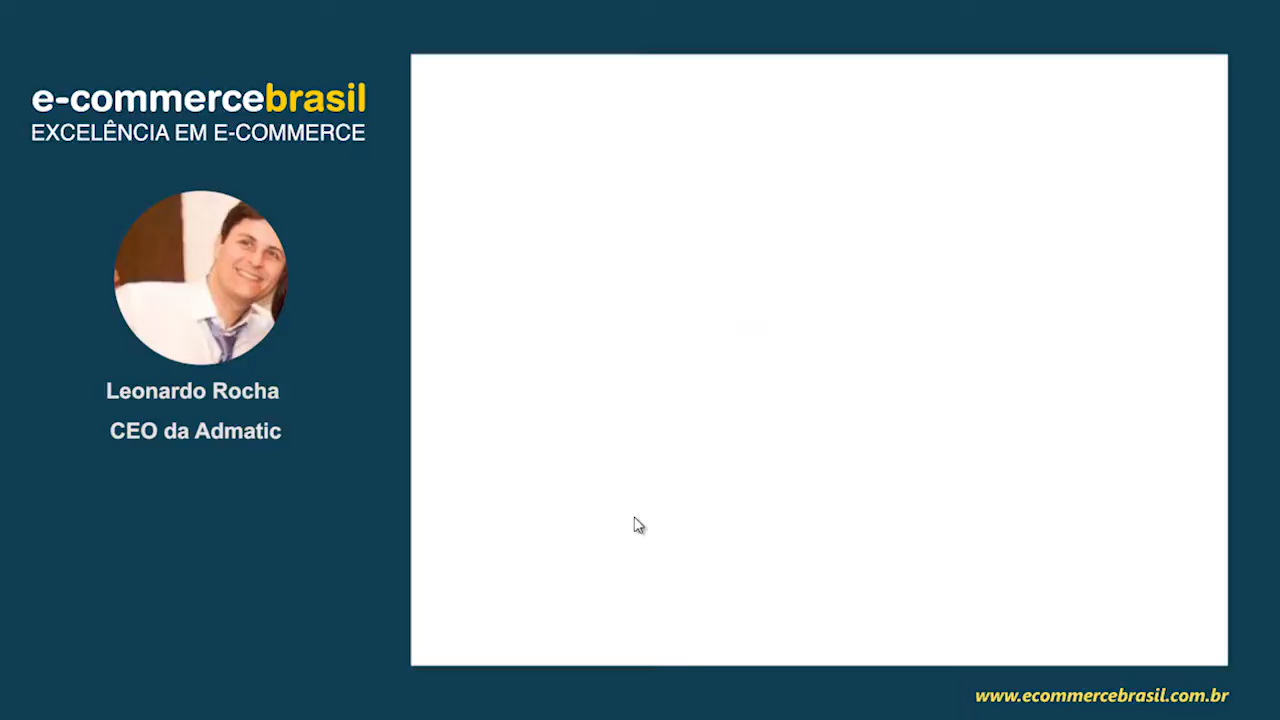 e-commercebrasil
EXCELÊNCIA EM E-COMMERCE
Leonardo Rocha
CEO da Admatic
www.ecommercebrasil.com.br